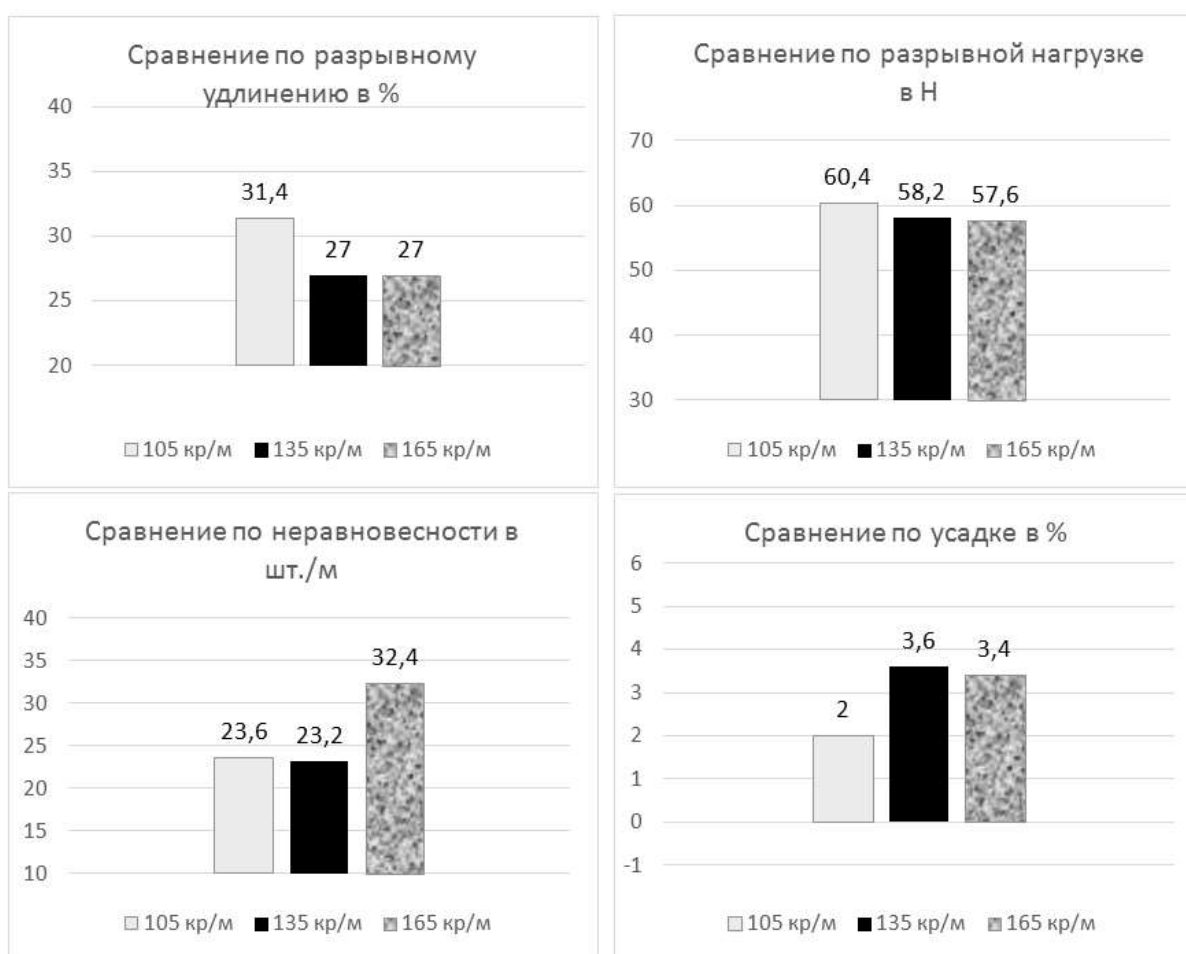 Сравнение по разрывному
удлинению в %
40
35
30
25
20
31,4
27
27
105 кр/м
135 кр/м
165 кр/м
Сравнение по разрывной нагрузке
в Н
70
60
50
40
30
60,4
58,2
57,6
105 кр/м
135 кр/м
165 кр/м
Сравнение по неравновесности в
шт./м
40
35
30
25
20
15
10
23,6
23,2
32,4
105 кр/м
135 кр/м
165 кр/м
Сравнение по усадке в %
6
5
4
3
2
1
0
-1
2
3,6
3,4
105 кр/м
135 кр/м
165 кр/м